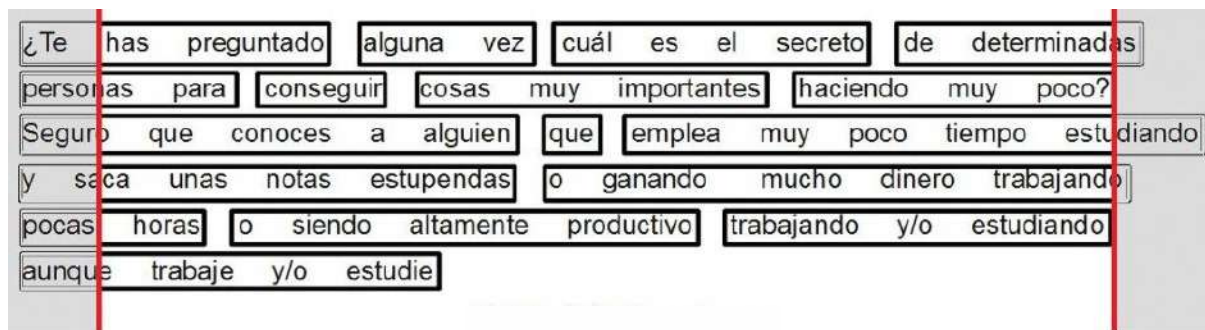 ¿Te has preguntado alguna vez cuál es el secreto de determinadas
personas para conseguir cosas muy importantes haciendo muy poco?
Seguro que conoces a alguien que emplea muy poco tiempo estudiando
y saca unas notas estupendas o ganando mucho dinero trabajando
pocas horas o siendo altamente productivo trabajando y/o estudiando
aunque trabaje y/o estudie